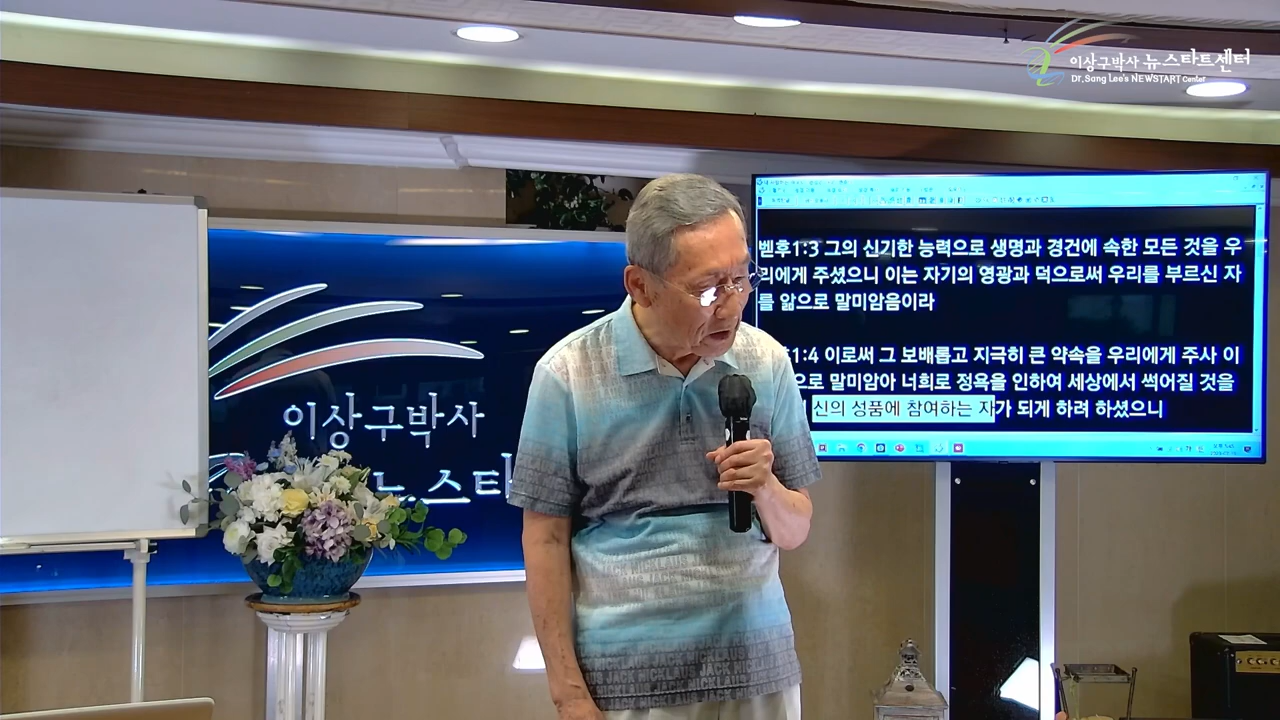 이상구박사 뉴스타트센터
Dr. Sang Lee's NEWSTART Center
벧후1:3 그의 신기한 능력으로 생명과 경건에 속한 모든 것을 우
리에게 주셨으니 이는 자기의 영광과 덕으로써 우리를 부르신 자
를 앎으로 말미암음이라
1:4 이로써 그 보배롭고 지극히 큰 약속을 우리에게 주사 이
으로 말미암아 너희로 정욕을 인하여 세상에서 썩어질 것을
신의 성품에 참여하는 자가 되게 하려 하셨으니
이상구박사
뉴스타
JACK NICKLAUS